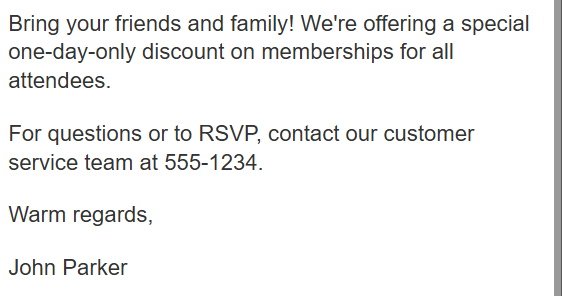 Bring your friends and family! We're offering a special
one-day-only discount on memberships for all
attendees.
For questions or to RSVP, contact our customer
service team at 555-1234.
Warm regards,
John Parker